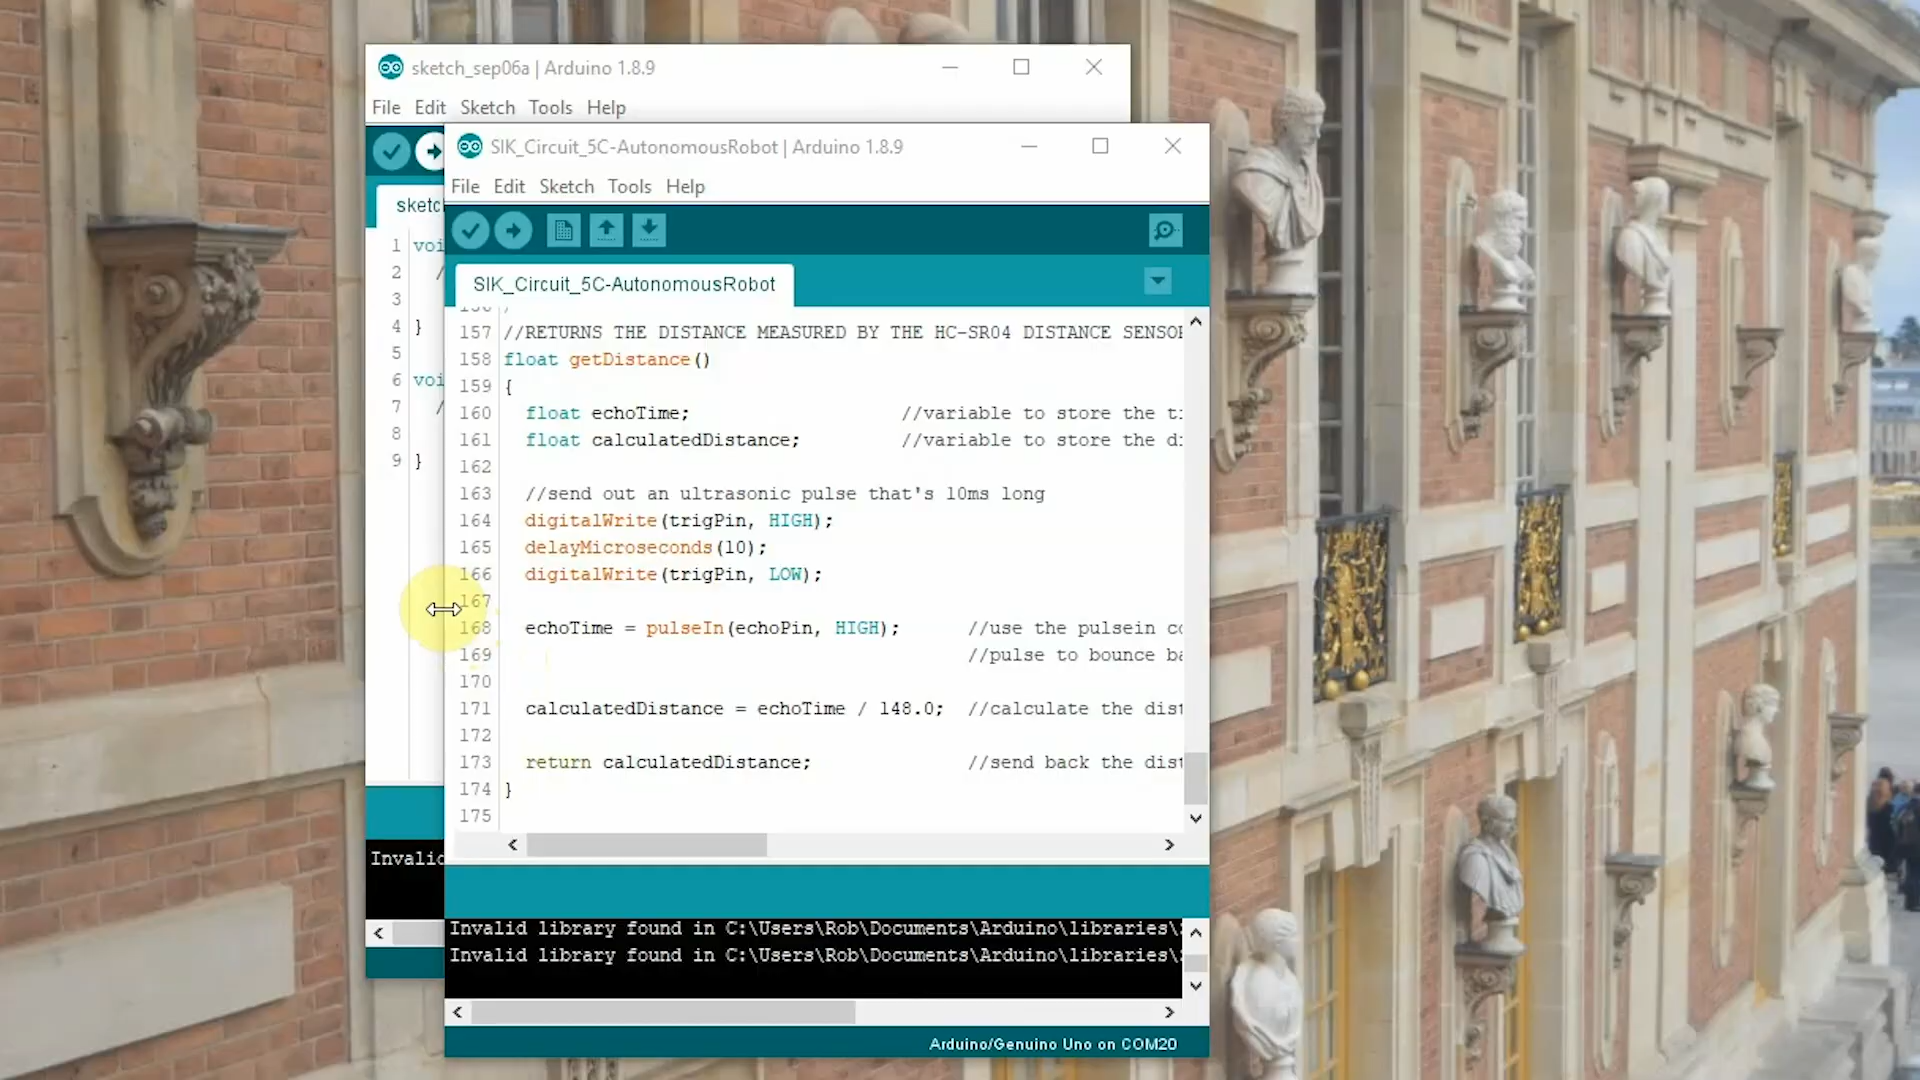 sketch_sep06a | Arduino 1.8.9
File Edit Sketch Tools Help
sketc
1 voi
2 /
3
4 }
5
6 voi
7 /
8
9 }
Invalid
SIK_Circuit_5C-AutonomousRobot | Arduino 1.8.9
File Edit Sketch Tools Help
SIK_Circuit_5C-AutonomousRobot
157 //RETURNS THE DISTANCE MEASURED BY THE HC-SR04 DISTANCE SENSOR
158 float getDistance()
159 {
160 float echoTime; //variable to store the ti
161 float calculatedDistance; //variable to store the di
162
163 //send out an ultrasonic pulse that's 10ms long
164 digitalWrite(trigPin, HIGH);
165 delayMicroseconds(10);
166 digitalWrite(trigPin, LOW);
167
168 echoTime = pulseIn(echoPin, HIGH); //use the pulsein co
169 //pulse to bounce ba
170
171 calculatedDistance = echoTime / 148.0; //calculate the dist
172
173 return calculatedDistance; //send back the dist
174 }
175
Invalid library found in C:\Users\Rob\Documents\Arduino\libraries\
Invalid library found in C:\Users\Rob\Documents\Arduino\libraries\
Arduino/Genuino Uno on COM20